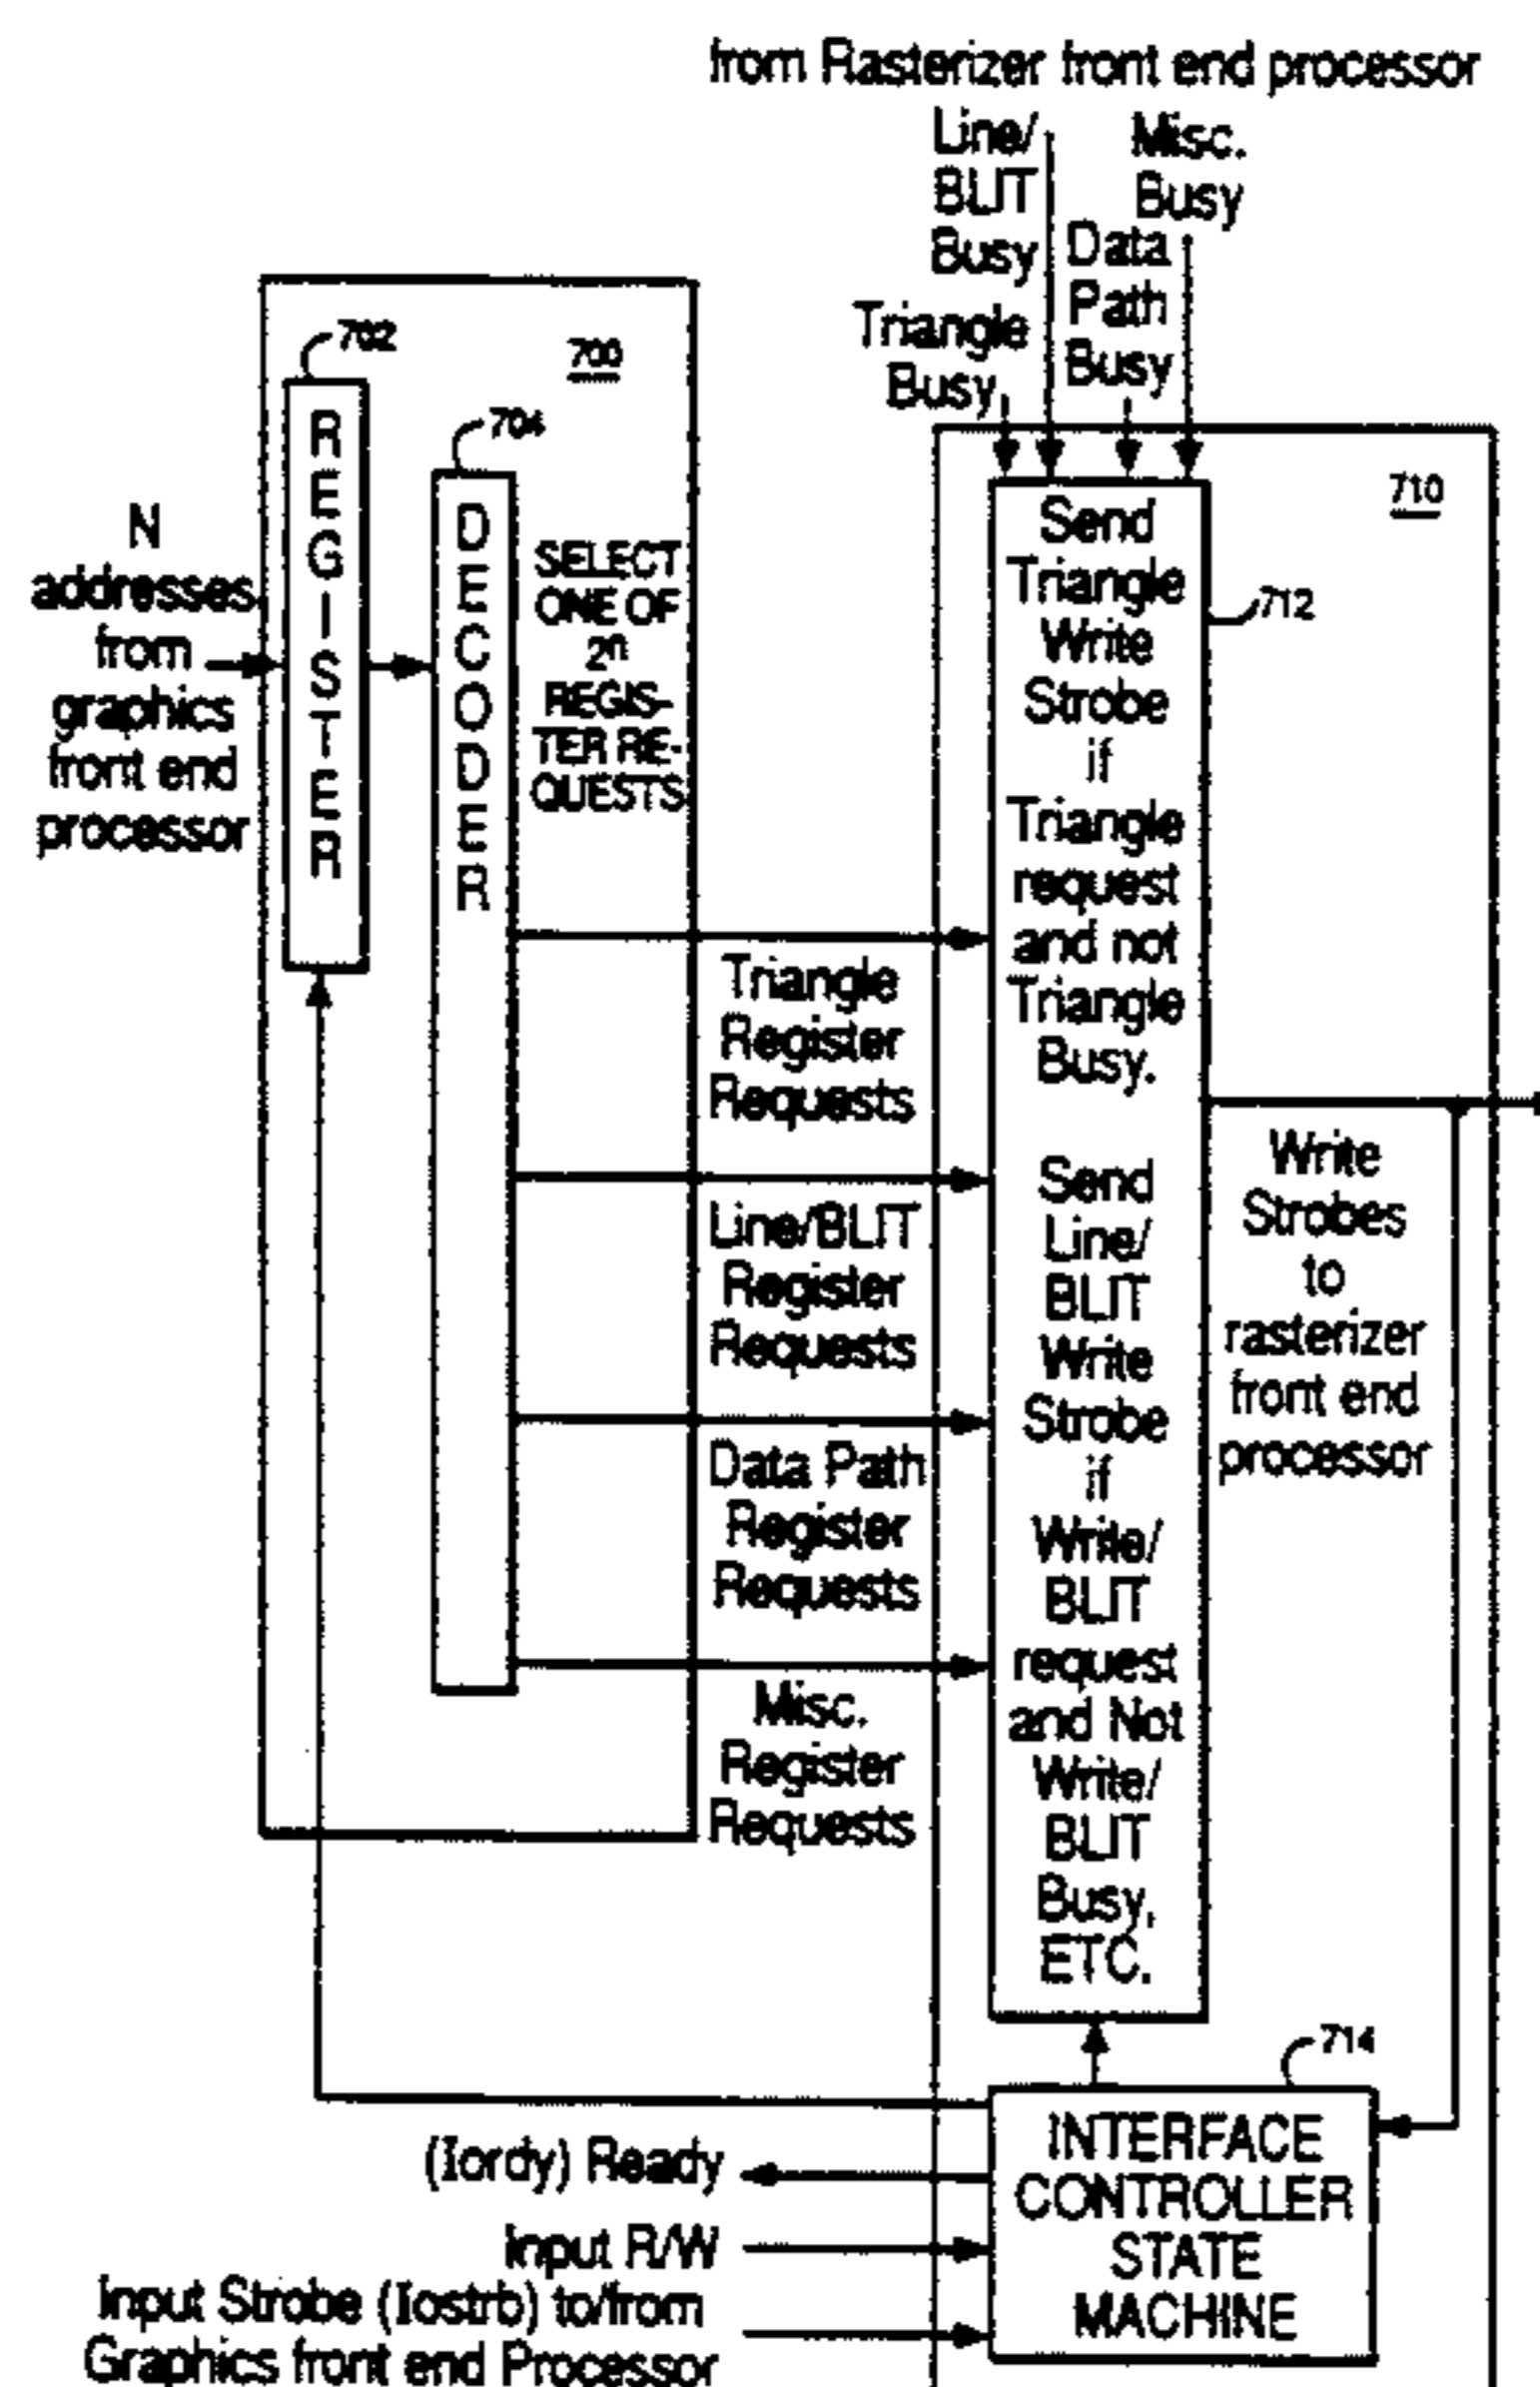 from Rasterizer front end processor
Line/
BLIT
Busy
Misc.
Busy
Data
Path
Busy
Triangle
Busy
702
700
704
710
712
N
addresses
from
graphics
front end
processor
REGISTER
DECODER
SELECT
ONE OF
2ⁿ
REGIS-
TER RE-
QUESTS
Triangle
Register
Requests
Line/BLIT
Register
Requests
Data Path
Register
Requests
Misc.
Register
Requests
Send
Triangle
Write
Strobe
if
Triangle
request
and not
Triangle
Busy.
Send
Line/
BLIT
Write
Strobe
if
Write/
BLIT
request
and Not
Write/
BLIT
Busy,
ETC.
Write
Strobes
to
rasterizer
front end
processor
714
INTERFACE
CONTROLLER
STATE
MACHINE
(Iordy) Ready
Input R/W
Input Strobe (Iostrb) to/from
Graphics front end Processor